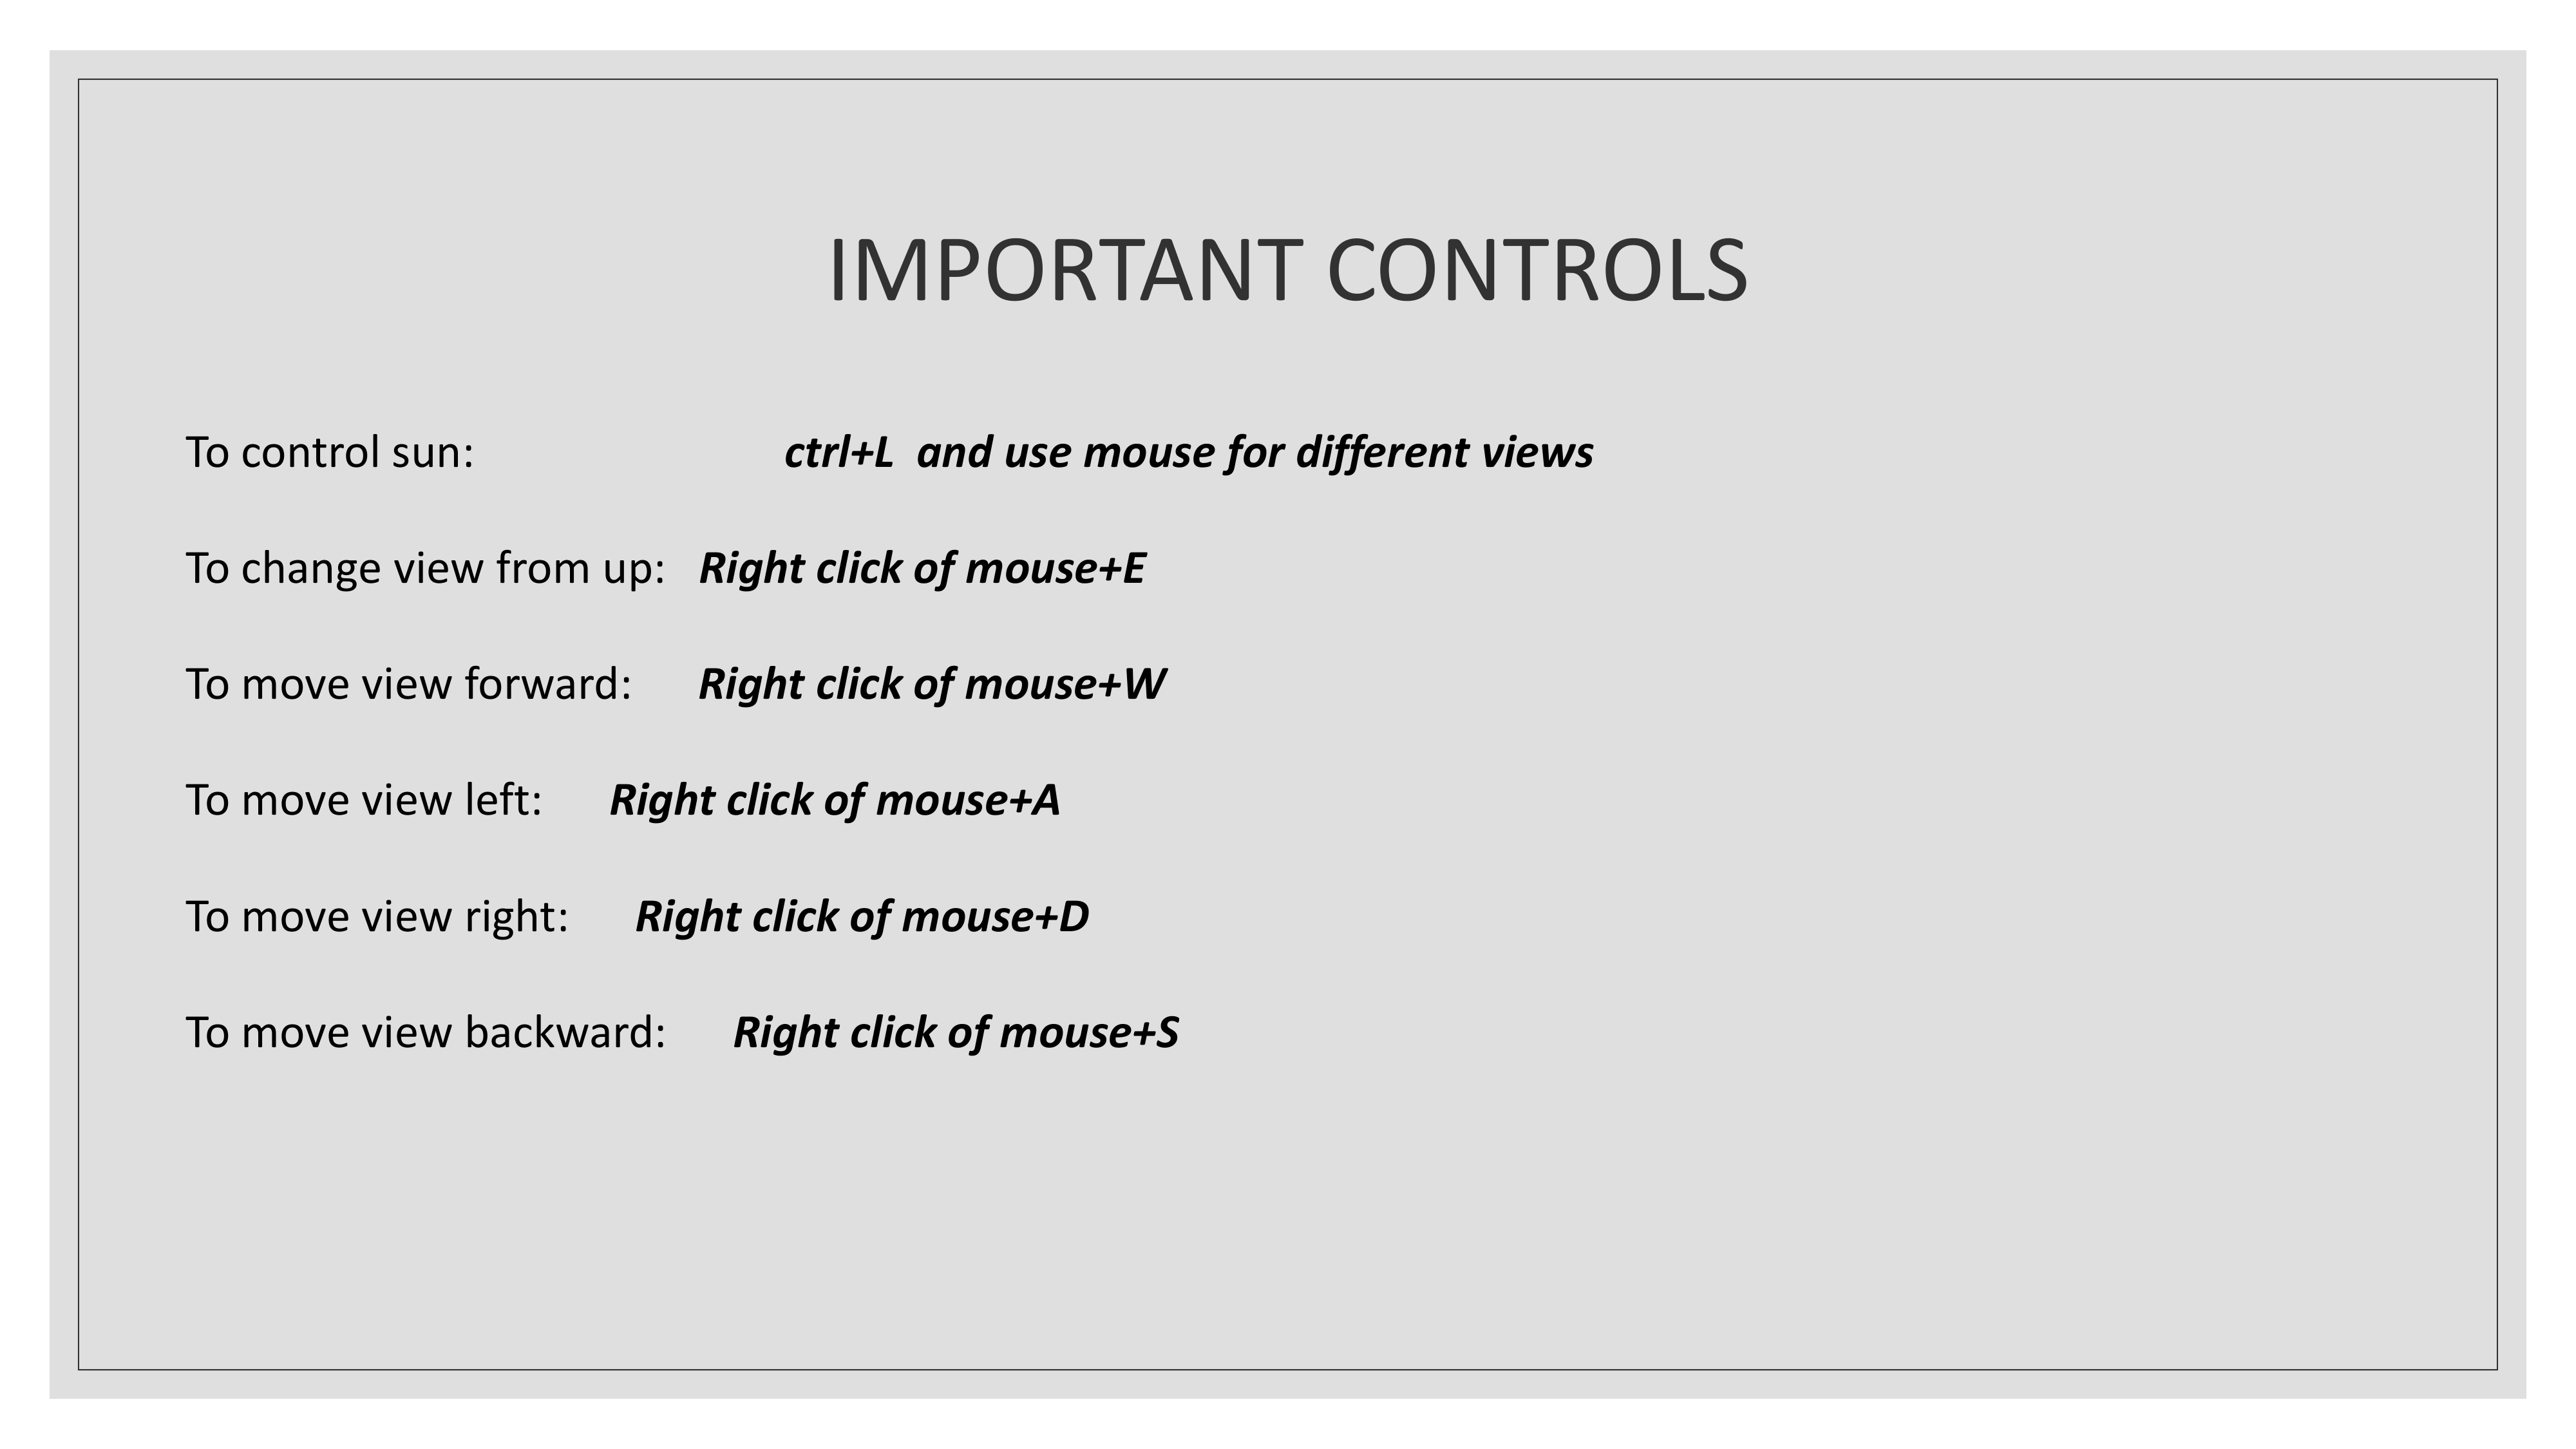 IMPORTANT CONTROLS
To control sun: ctrl+L and use mouse for different views
To change view from up: Right click of mouse+E
To move view forward: Right click of mouse+W
To move view left: Right click of mouse+A
To move view right: Right click of mouse+D
To move view backward: Right click of mouse+S